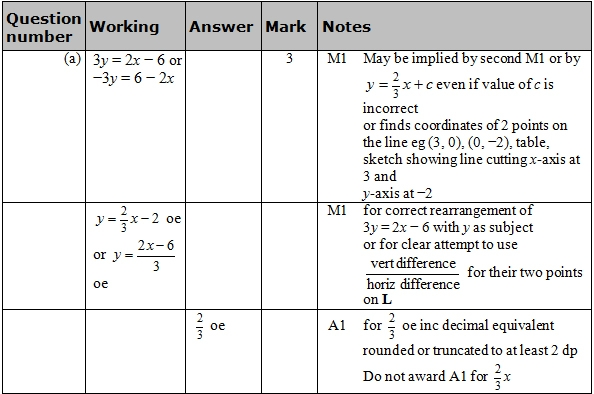 Question number Working Answer Mark Notes
(a) 3y = 2x − 6 or 3 M1 May be implied by second M1 or by
−3y = 6 − 2x y = 2/3 x + c even if value of c is
incorrect
or finds coordinates of 2 points on
the line eg (3, 0), (0, −2), table,
sketch showing line cutting x-axis at
3 and
y-axis at −2
y = 2/3 x − 2 oe M1 for correct rearrangement of
or y = (2x − 6)/3 3y = 2x − 6 with y as subject
oe or for clear attempt to use
vert difference / horiz difference for their two points
on L
2/3 oe A1 for 2/3 oe inc decimal equivalent
rounded or truncated to at least 2 dp
Do not award A1 for 2/3 x